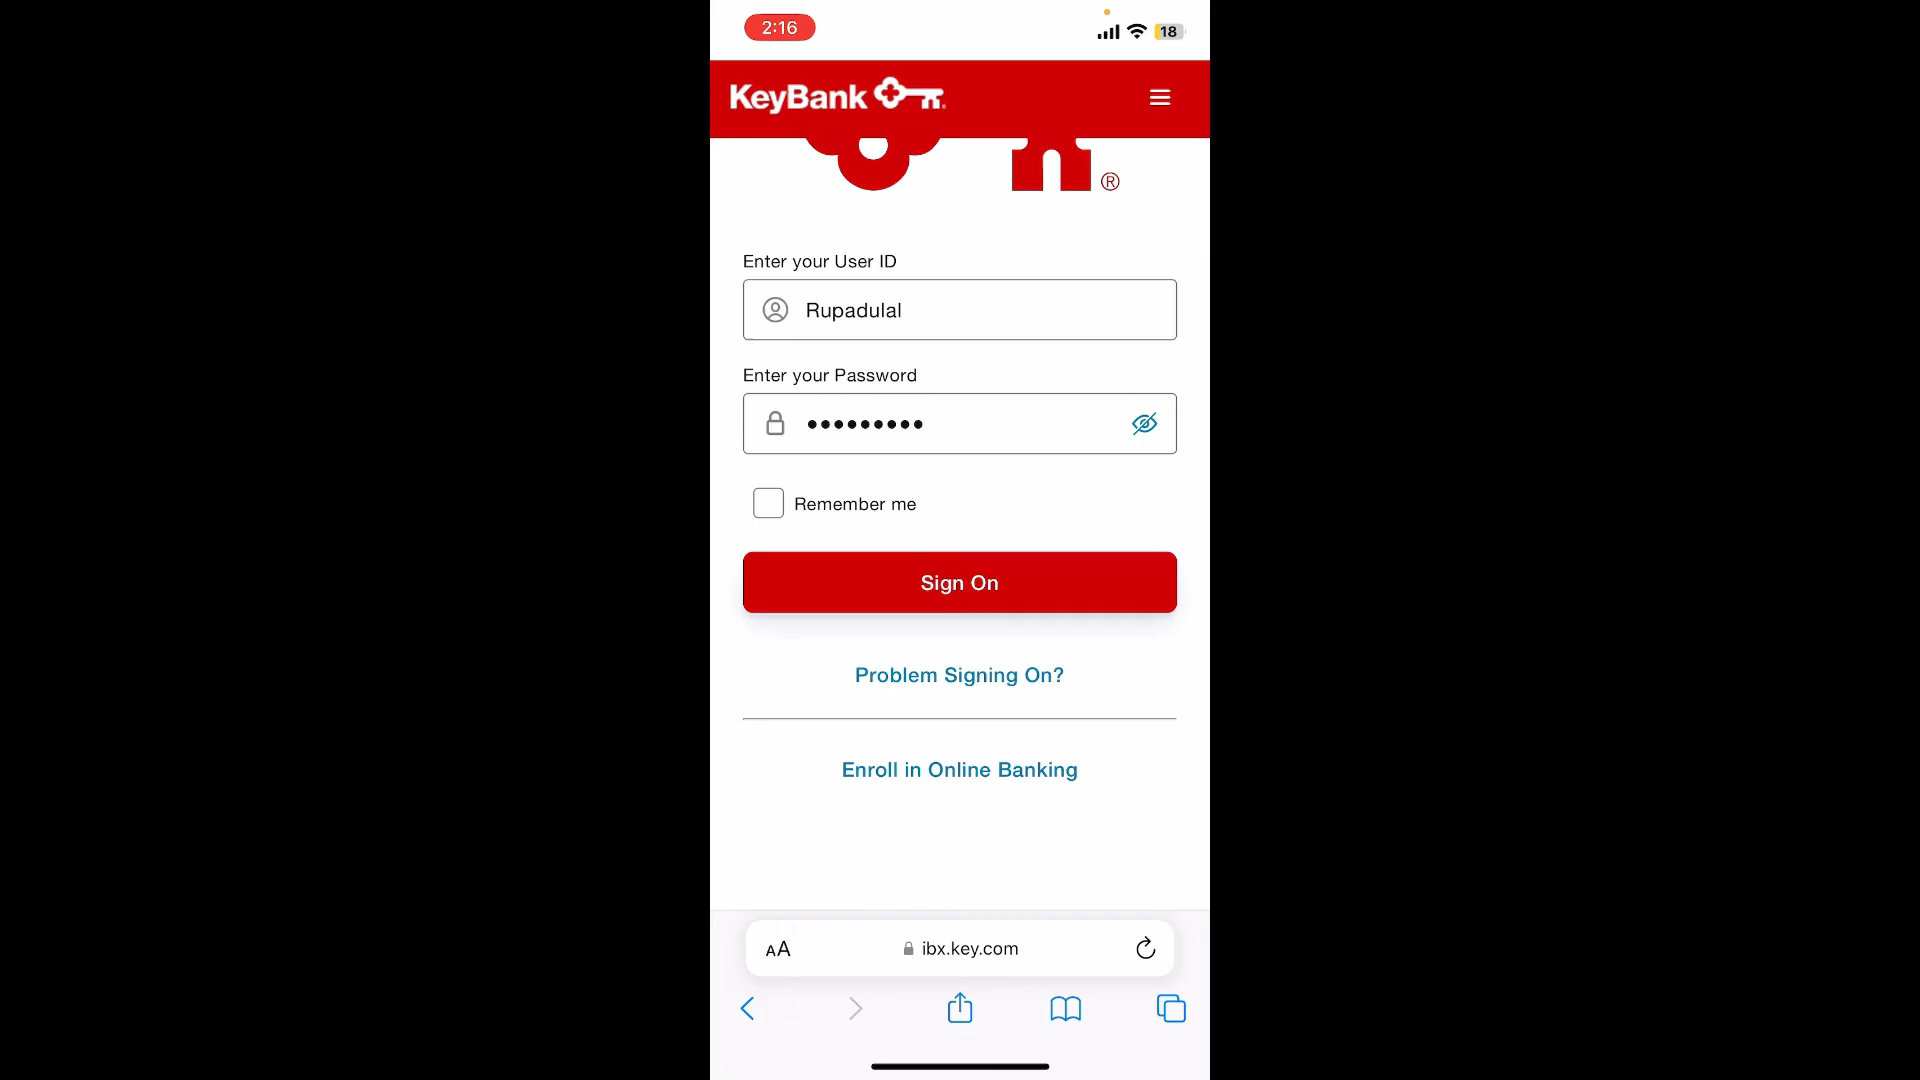 2:16
18
KeyBank
®
Enter your User ID
Rupadulal
Enter your Password
•••••••••
Remember me
Sign On
Problem Signing On?
Enroll in Online Banking
AA
ibx.key.com